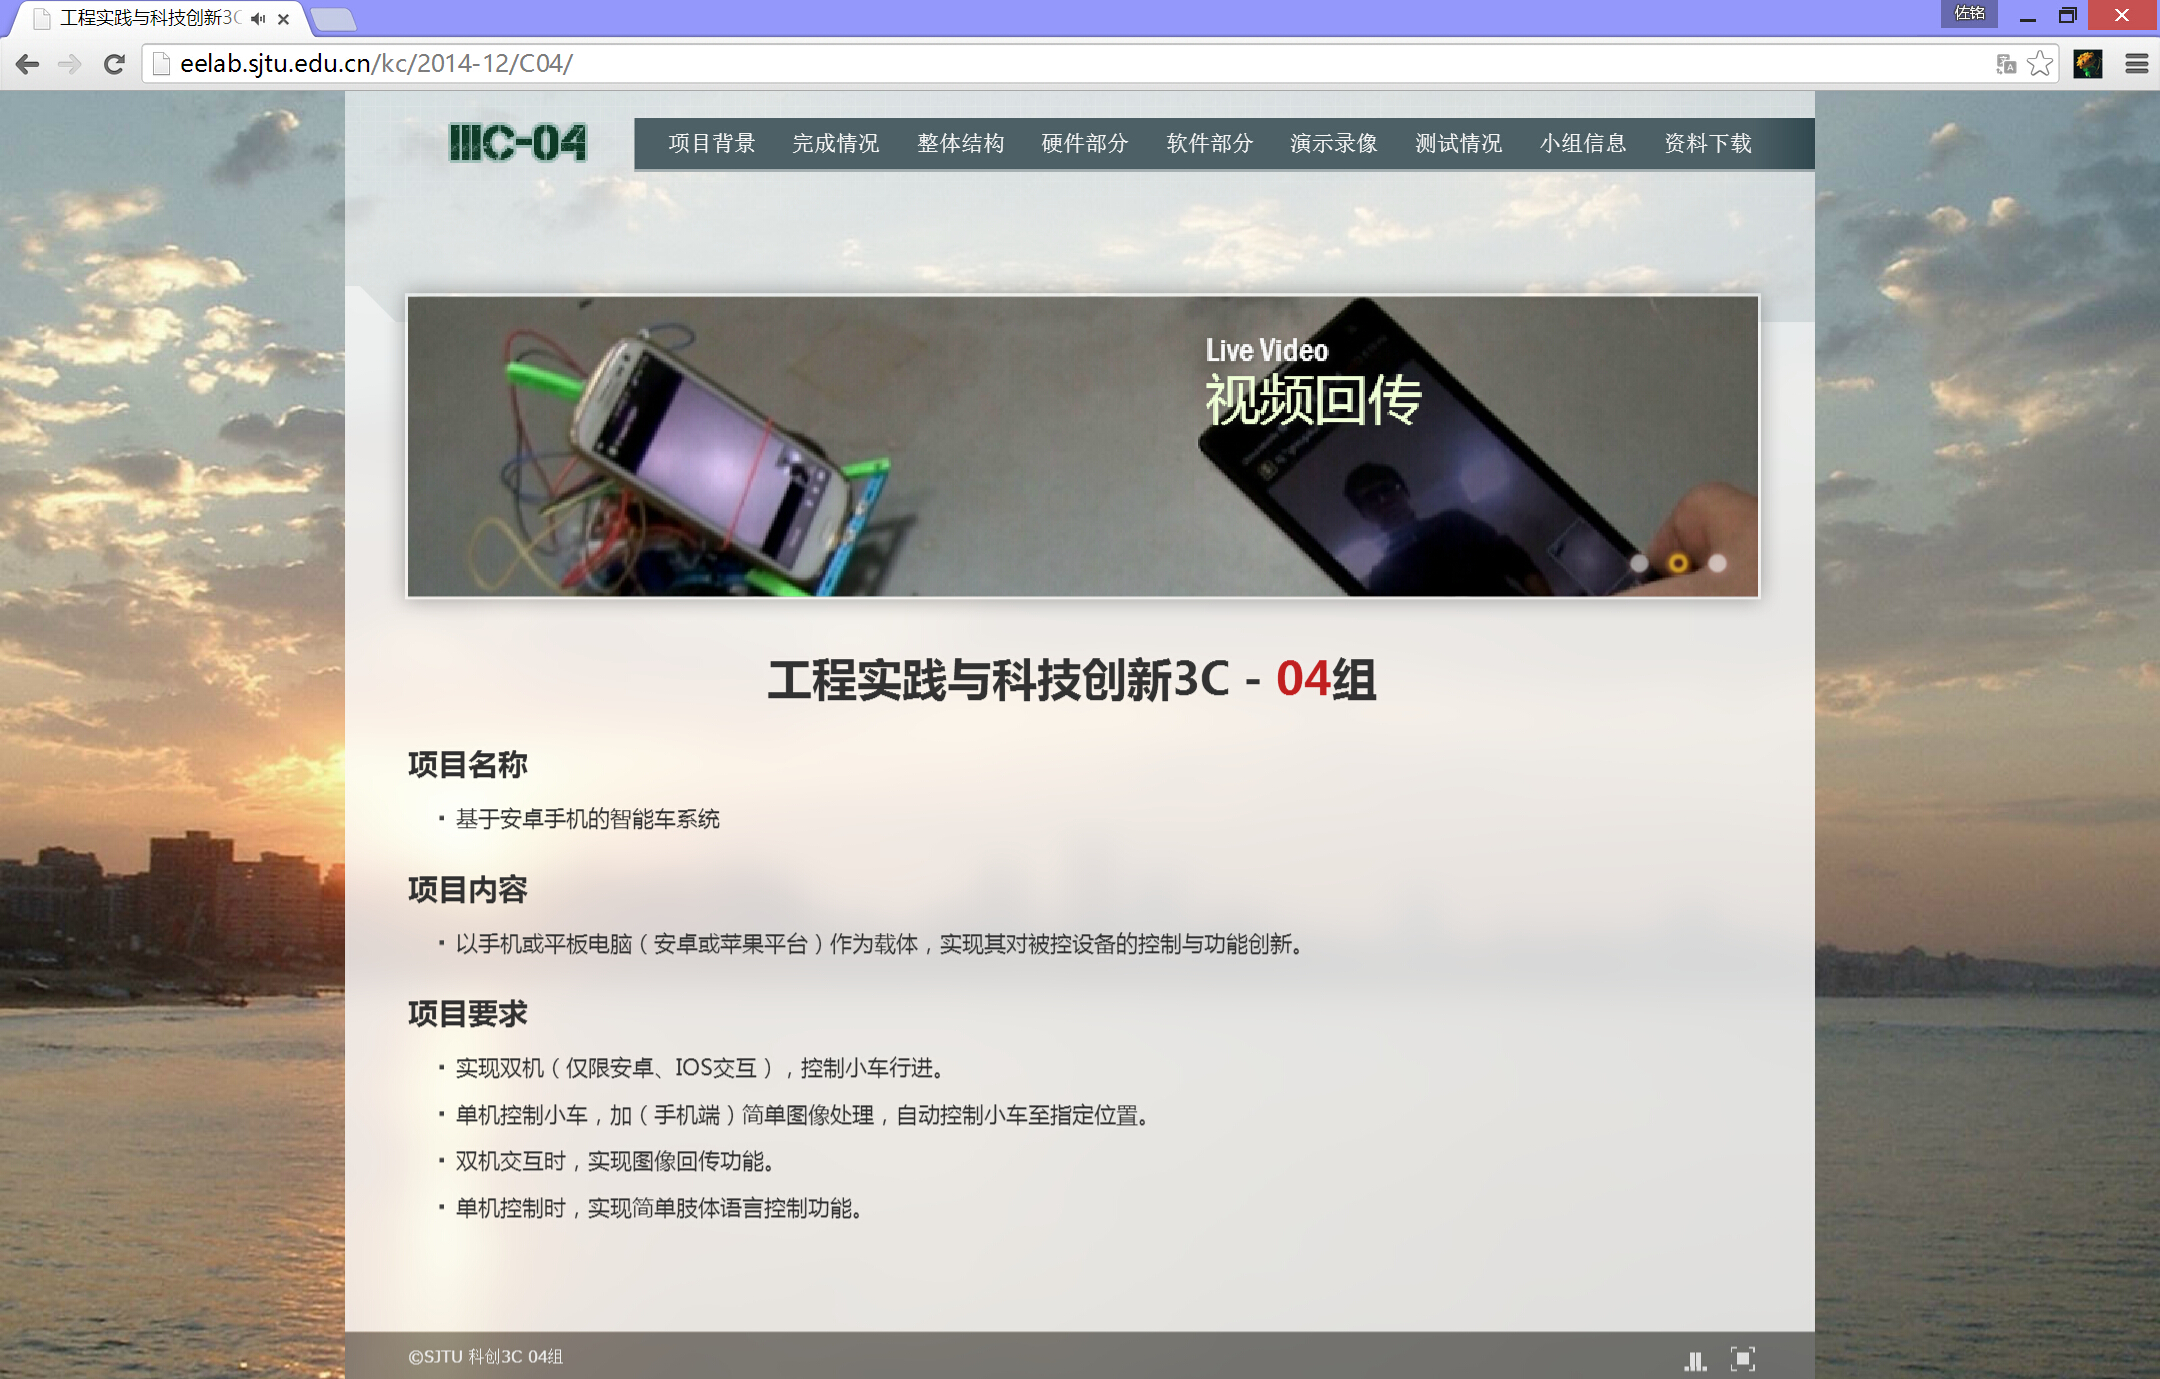 工程实践与科技创新3C
佐铭
eelab.sjtu.edu.cn/kc/2014-12/C04/
IIIC-04
项目背景 完成情况 整体结构 硬件部分 软件部分 演示录像 测试情况 小组信息 资料下载
Live Video
视频回传
工程实践与科技创新3C - 04组
项目名称
基于安卓手机的智能车系统
项目内容
以手机或平板电脑（安卓或苹果平台）作为载体，实现其对被控设备的控制与功能创新。
项目要求
实现双机（仅限安卓、IOS交互），控制小车行进。
单机控制小车，加（手机端）简单图像处理，自动控制小车至指定位置。
双机交互时，实现图像回传功能。
单机控制时，实现简单肢体语言控制功能。
©SJTU 科创3C 04组